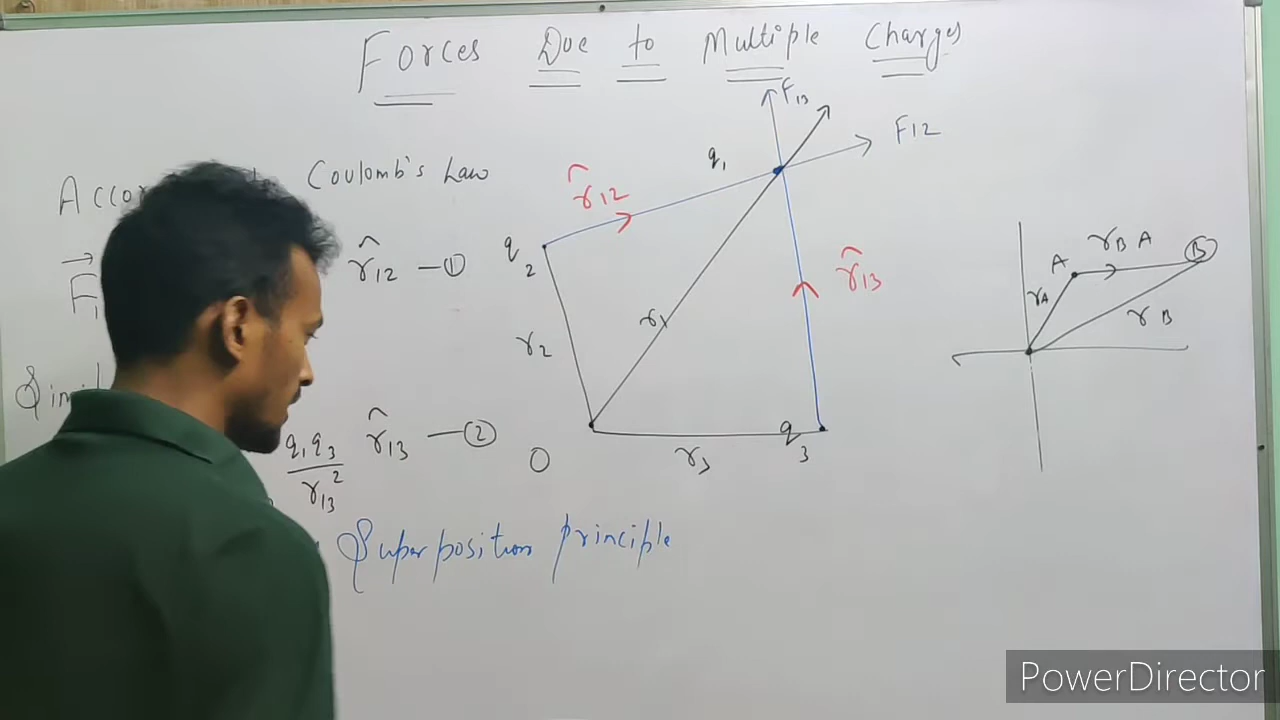 Forces Due to Multiple Charges
Coulomb's Law
r̂12 —①
q1q3
r13²
r̂13 —②
Superposition principle
F13
F12
q1
r̂12
q2
r̂13
r1
r2
O
r3
q3
A
rBA
B
rA
rB
PowerDirector